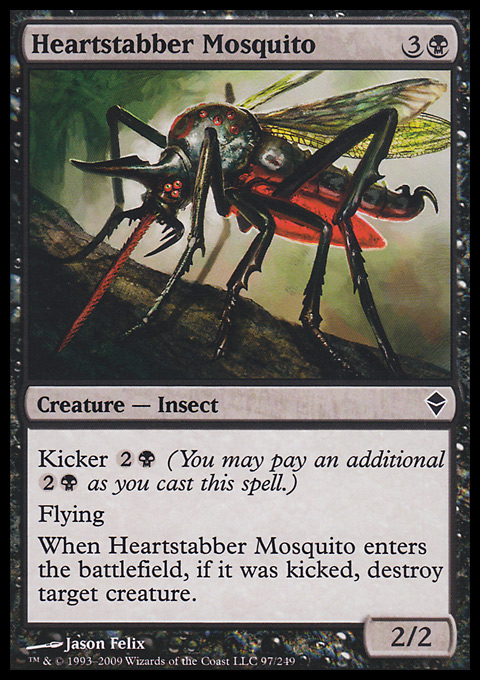 Heartstabber Mosquito 3
Creature — Insect
Kicker 2 (You may pay an additional
2 as you cast this spell.)
Flying
When Heartstabber Mosquito enters
the battlefield, if it was kicked, destroy
target creature.
2/2
Jason Felix
™ & © 1993–2009 Wizards of the Coast LLC 97/249